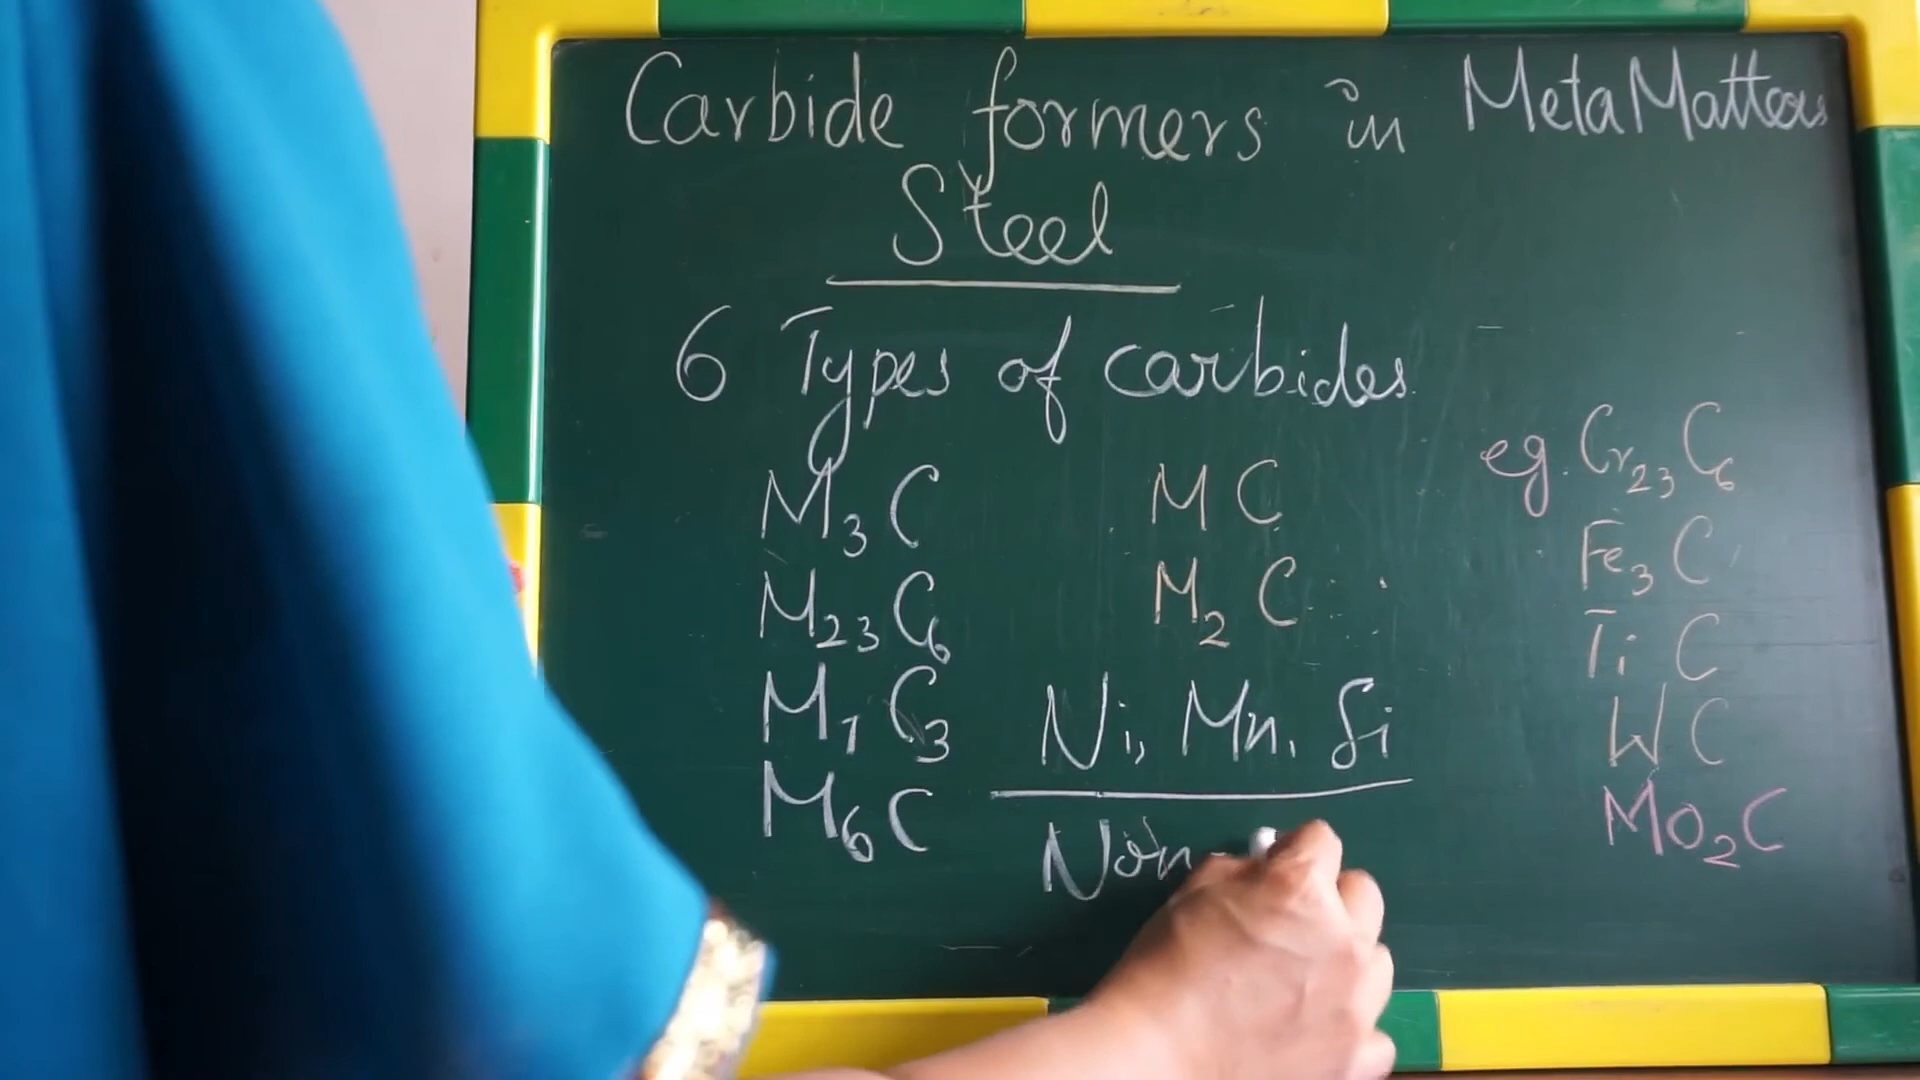 Carbide formers in
Steel
MetaMatters
6 Types of carbides
M₃C
M₂₃C₆
M₇C₃
M₆C
MC
M₂C
Ni, Mn, Si
Non-
eg. Cr₂₃C₆
Fe₃C
TiC
WC
Mo₂C